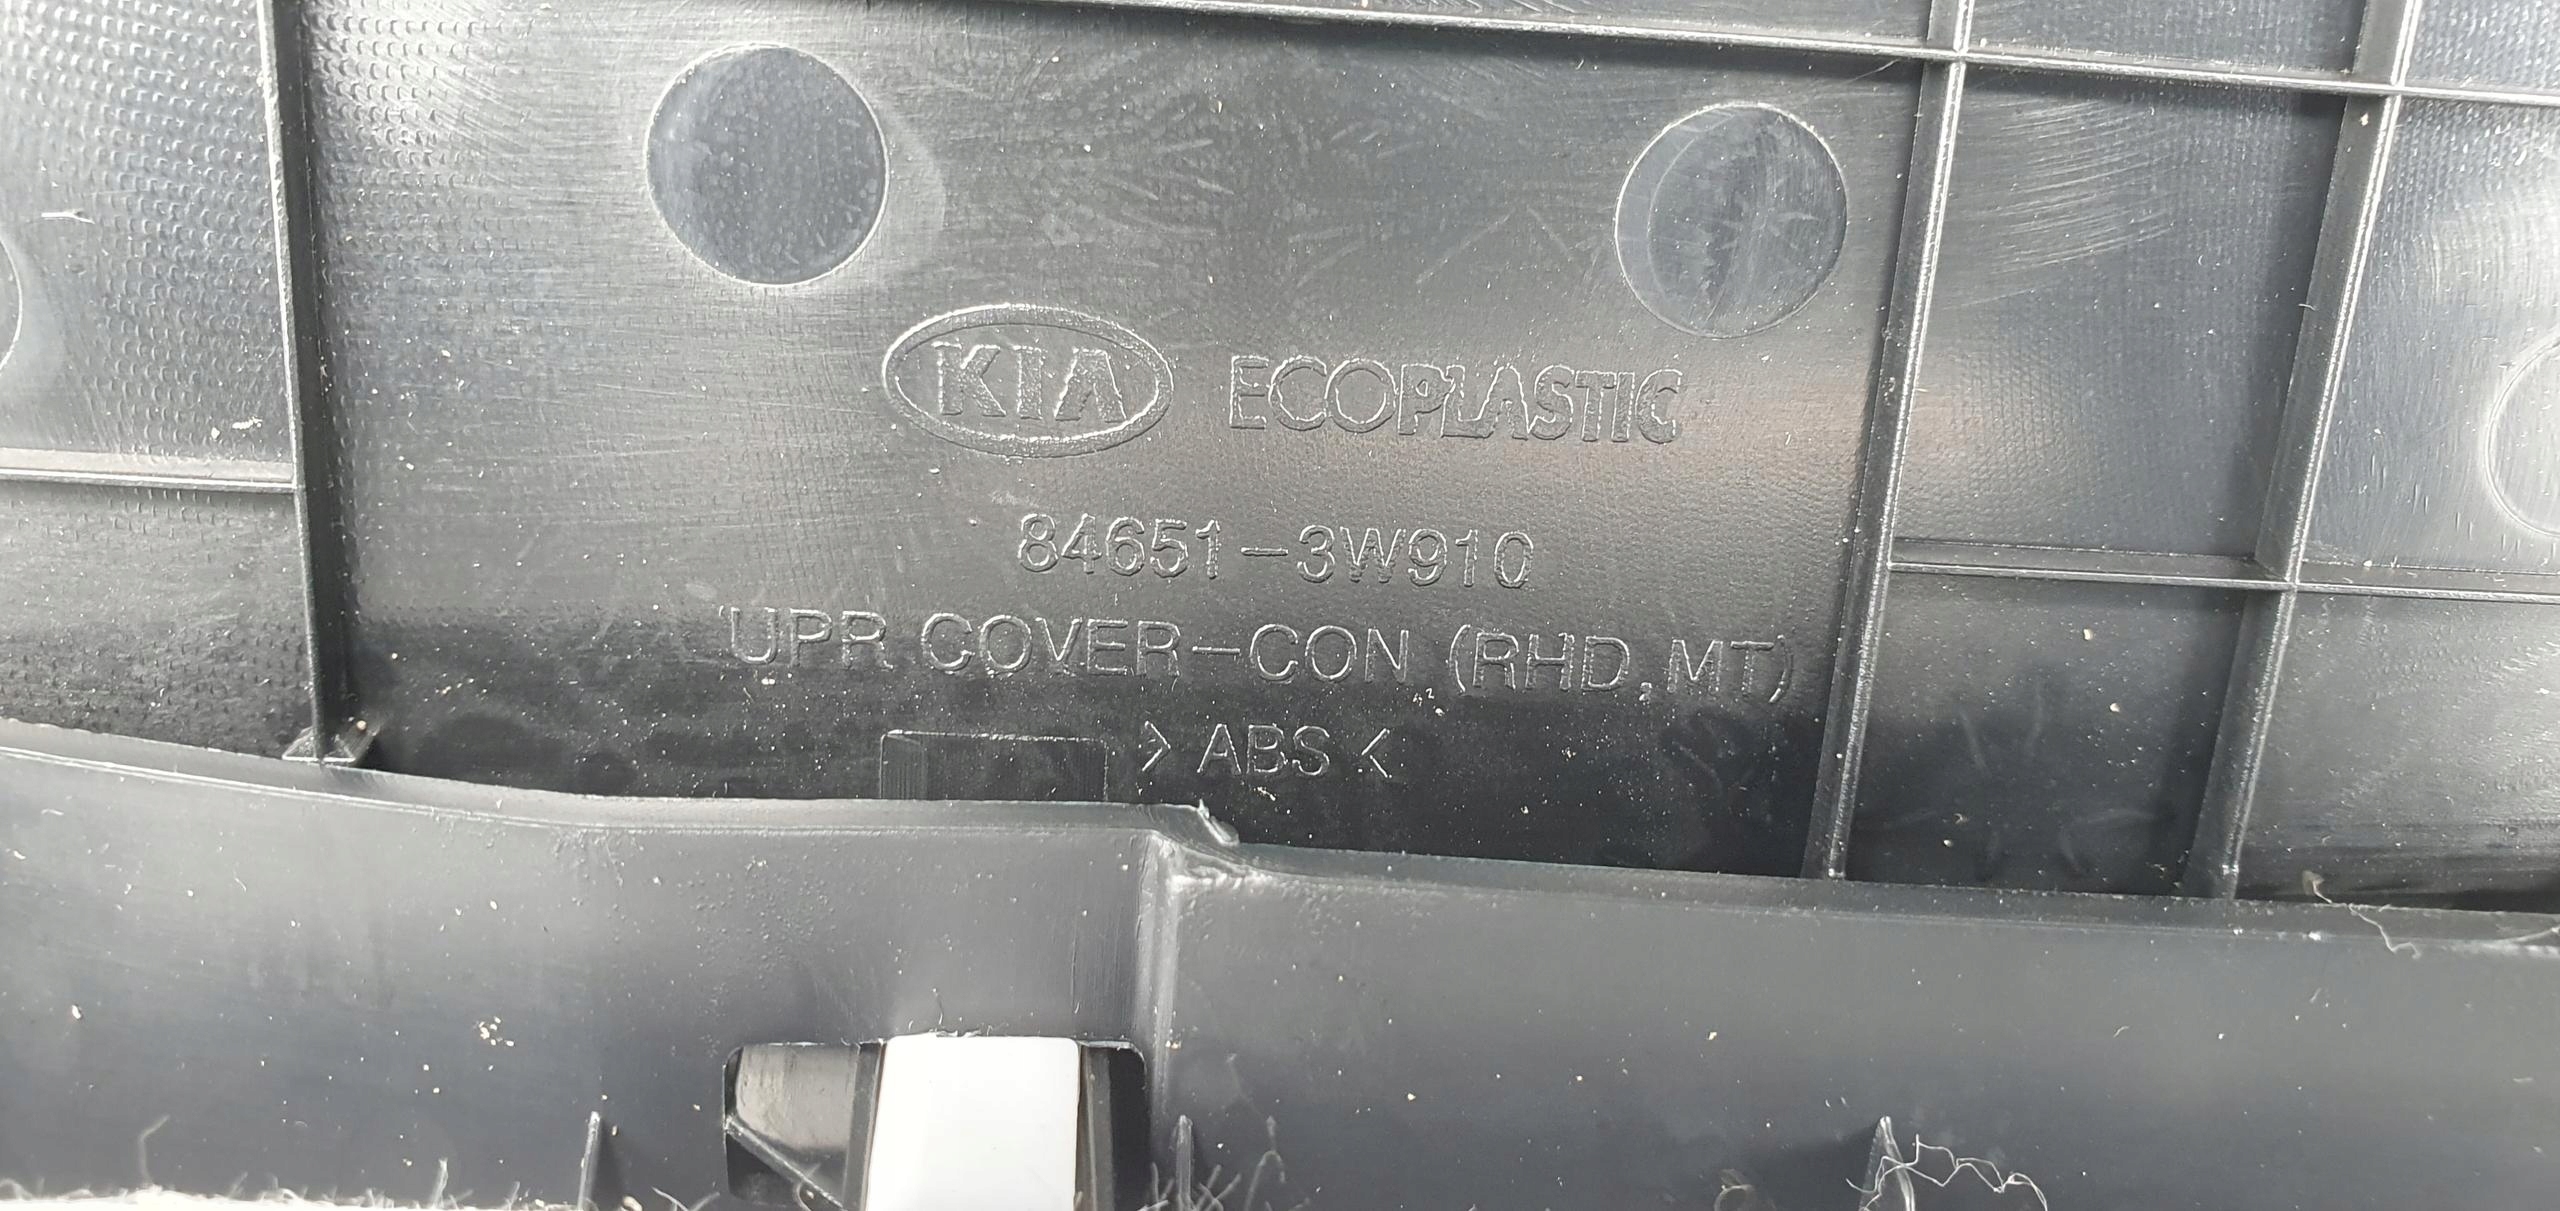 KIA ECOPLASTIC
84651-3W910
UPR COVER-CON (RHD,MT)
> ABS <